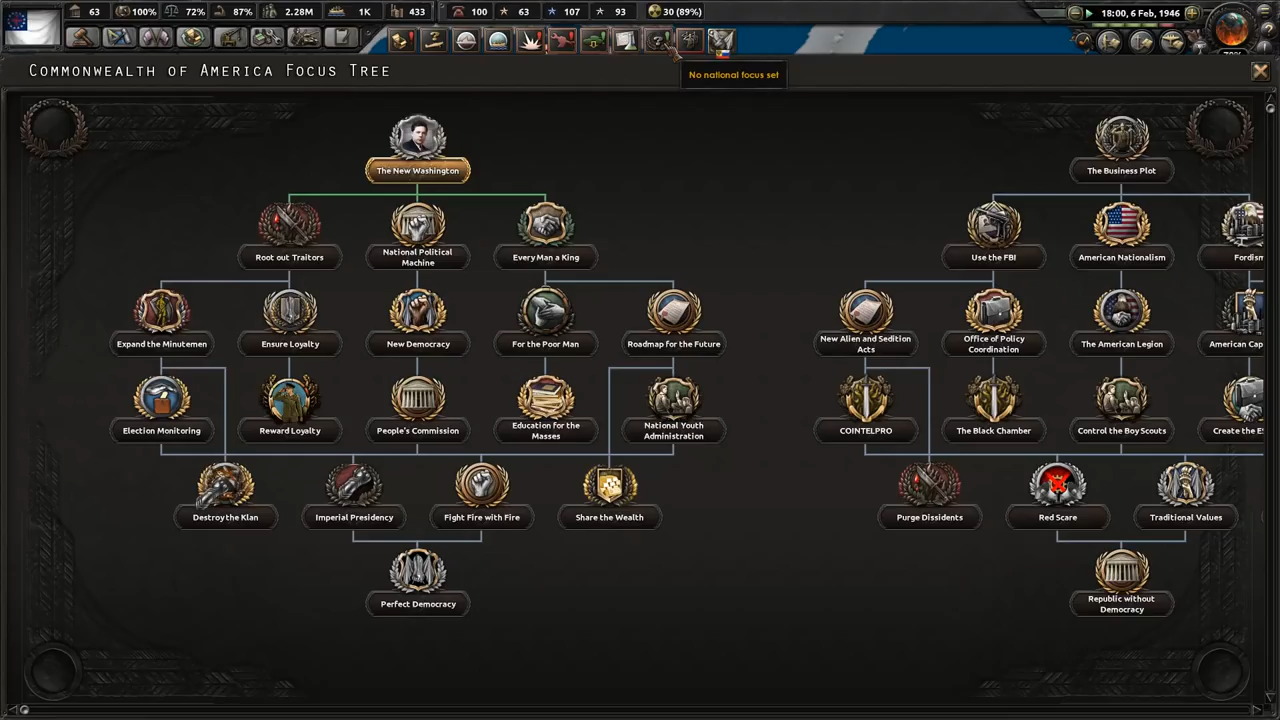 63 100% 72% 87% 2.28M 1K 433 100 63 107 93 30 (89%) 18:00, 6 Feb, 1946
COMMONWEALTH OF AMERICA FOCUS TREE
No national focus set
The New Washington
The Business Plot
Root out Traitors
National Political
Machine
Every Man a King
Use the FBI
American Nationalism
Fordism
Expand the Minutemen
Ensure Loyalty
New Democracy
For the Poor Man
Roadmap for the Future
New Alien and Sedition
Acts
Office of Policy
Coordination
The American Legion
American Cap
Election Monitoring
Reward Loyalty
People's Commission
Education for the
Masses
National Youth
Administration
COINTELPRO
The Black Chamber
Control the Boy Scouts
Create the E
Destroy the Klan
Imperial Presidency
Fight Fire with Fire
Share the Wealth
Purge Dissidents
Red Scare
Traditional Values
Perfect Democracy
Republic without
Democracy